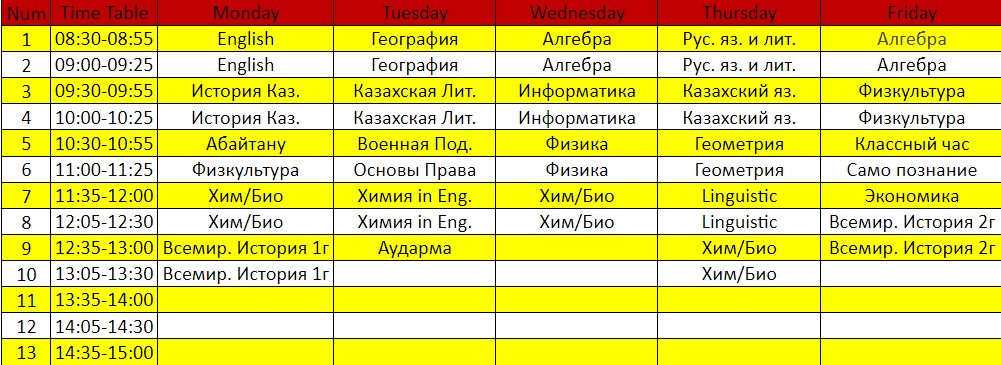 Num Time Table Monday Tuesday Wednesday Thursday Friday
1 08:30-08:55 English География Алгебра Рус. яз. и лит. Алгебра
2 09:00-09:25 English География Алгебра Рус. яз. и лит. Алгебра
3 09:30-09:55 История Каз. Казахская Лит. Информатика Казахский яз. Физкультура
4 10:00-10:25 История Каз. Казахская Лит. Информатика Казахский яз. Физкультура
5 10:30-10:55 Абайтану Военная Под. Физика Геометрия Классный час
6 11:00-11:25 Физкультура Основы Права Физика Геометрия Само познание
7 11:35-12:00 Хим/Био Химия in Eng. Хим/Био Linguistic Экономика
8 12:05-12:30 Хим/Био Химия in Eng. Хим/Био Linguistic Всемир. История 2г
9 12:35-13:00 Всемир. История 1г Аударма Хим/Био Всемир. История 2г
10 13:05-13:30 Всемир. История 1г Хим/Био
11 13:35-14:00
12 14:05-14:30
13 14:35-15:00